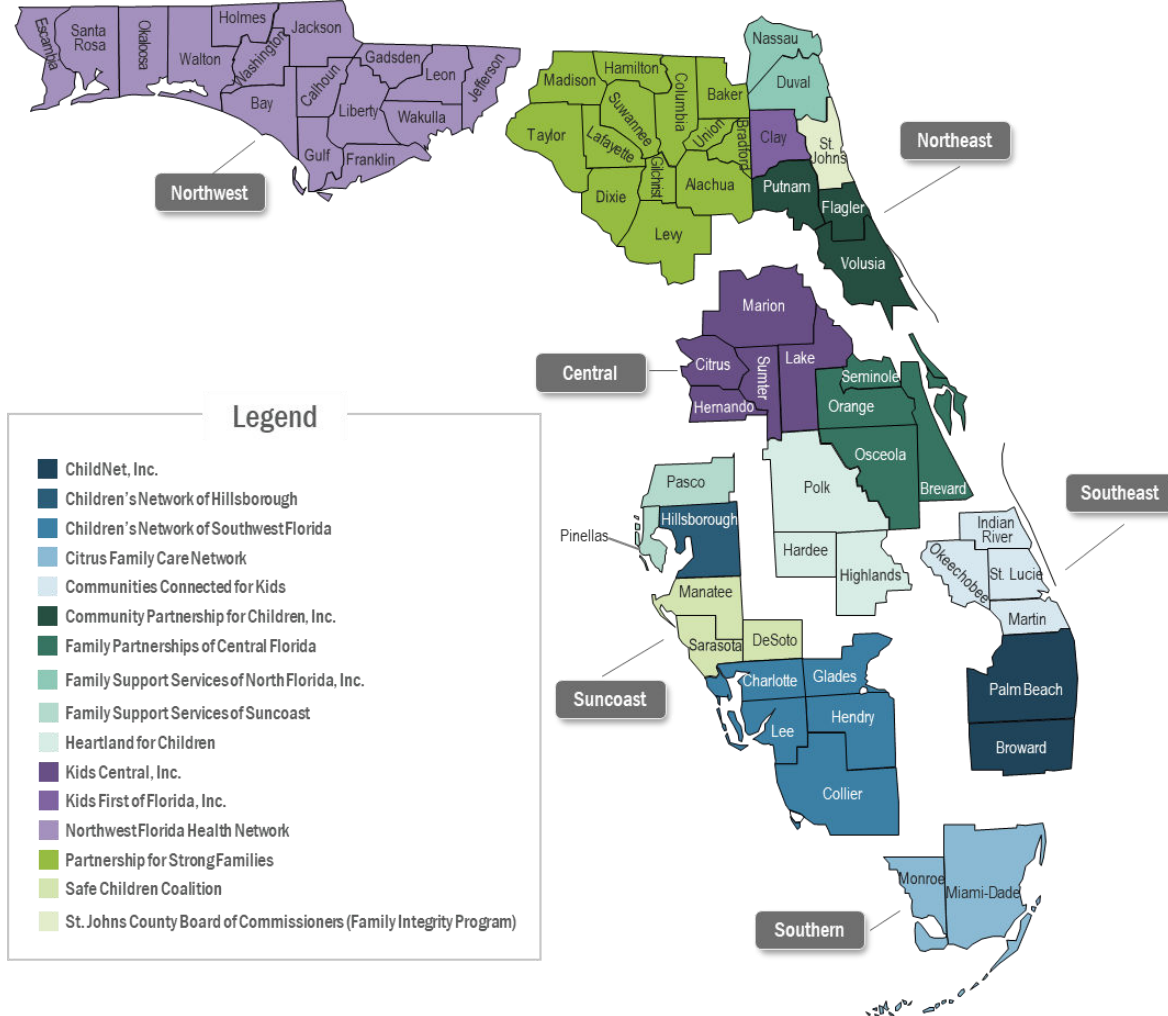 Escambia
Santa
Rosa
Okaloosa
Walton
Holmes
Washington
Jackson
Bay
Calhoun
Gulf
Liberty
Franklin
Gadsden
Leon
Wakulla
Jefferson
Northwest
Madison
Hamilton
Taylor
Suwannee
Lafayette
Columbia
Baker
Union
Bradford
Gilchrist
Alachua
Dixie
Levy
Nassau
Duval
Clay
St.
Johns
Putnam
Flagler
Volusia
Northeast
Marion
Citrus
Sumter
Lake
Hernando
Central
Seminole
Orange
Osceola
Brevard
Pasco
Pinellas
Hillsborough
Polk
Hardee
Highlands
Manatee
Sarasota
DeSoto
Suncoast
Charlotte
Glades
Lee
Hendry
Collier
Indian
River
Okeechobee
St. Lucie
Martin
Palm Beach
Broward
Southeast
Monroe
Miami-Dade
Southern
Legend
ChildNet, Inc.
Children's Network of Hillsborough
Children's Network of Southwest Florida
Citrus Family Care Network
Communities Connected for Kids
Community Partnership for Children, Inc.
Family Partnerships of Central Florida
Family Support Services of North Florida, Inc.
Family Support Services of Suncoast
Heartland for Children
Kids Central, Inc.
Kids First of Florida, Inc.
Northwest Florida Health Network
Partnership for Strong Families
Safe Children Coalition
St. Johns County Board of Commissioners (Family Integrity Program)